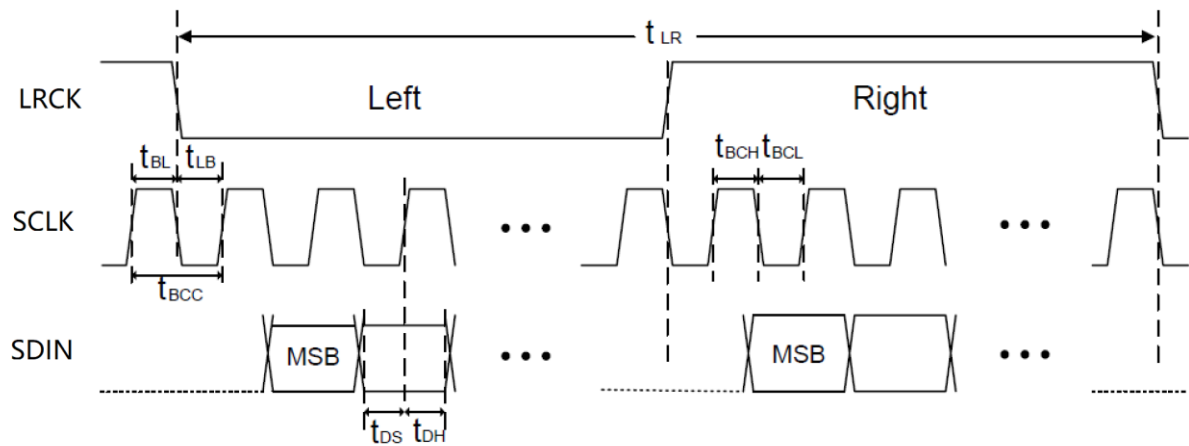 tLR
LRCK
Left
Right
tBL
tLB
tBCH
tBCL
SCLK
tBCC
SDIN
MSB
MSB
tDS
tDH